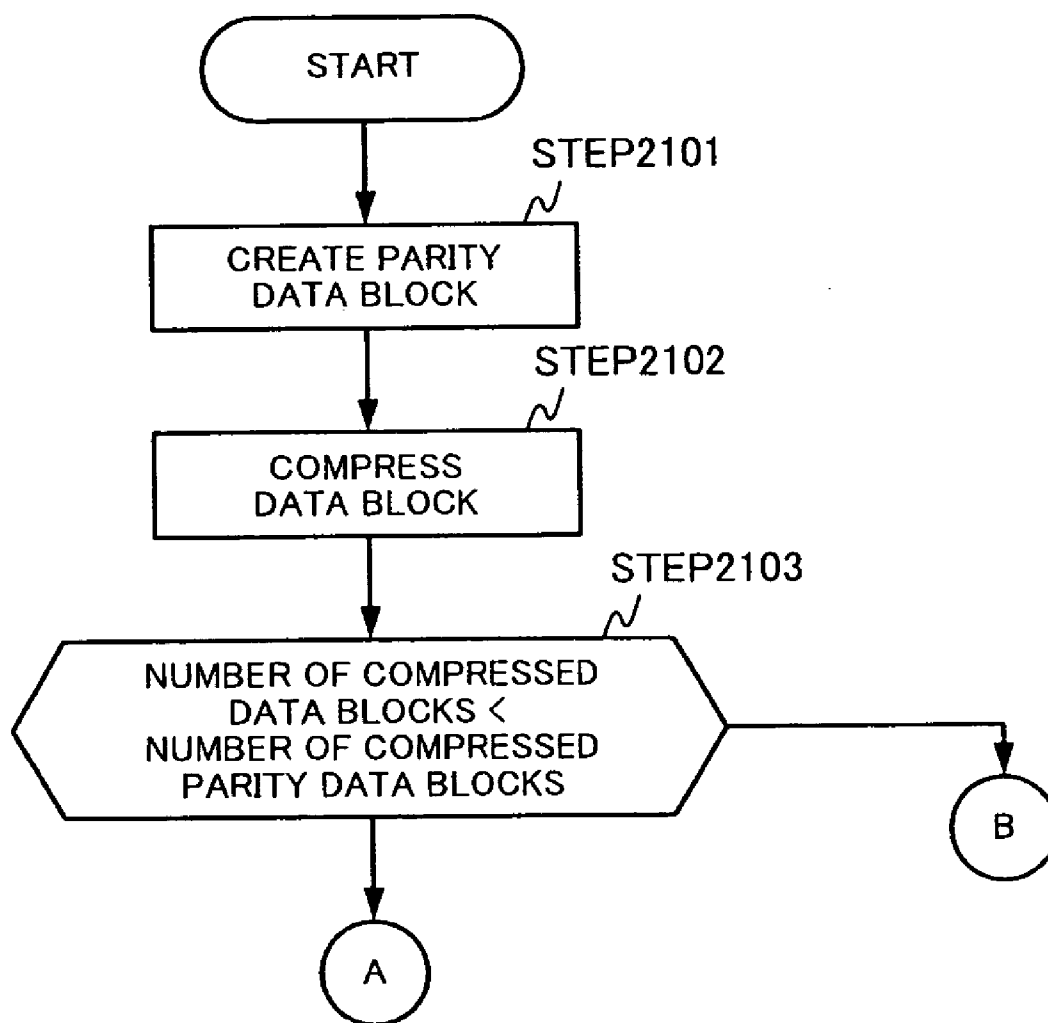 START
STEP2101
CREATE PARITY
DATA BLOCK
STEP2102
COMPRESS
DATA BLOCK
STEP2103
NUMBER OF COMPRESSED
DATA BLOCKS <
NUMBER OF COMPRESSED
PARITY DATA BLOCKS
B
A